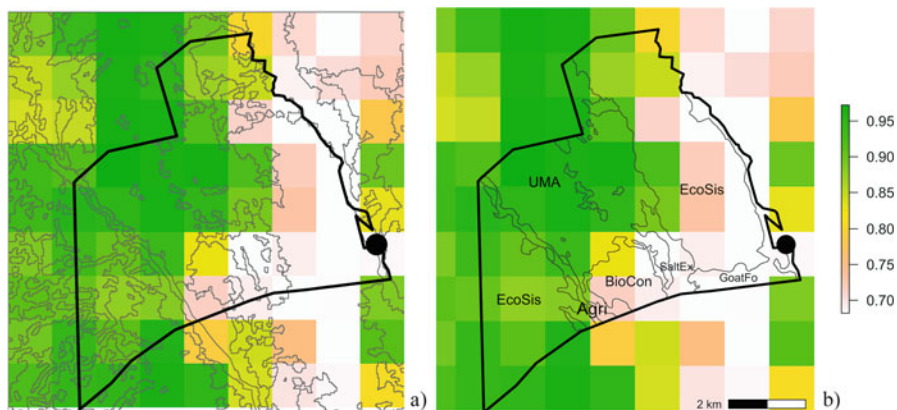 UMA
EcoSis
EcoSis
BioCon
SaltEx
GoatFo
Agri
2 km
0.95
0.90
0.85
0.80
0.75
0.70
a)
b)